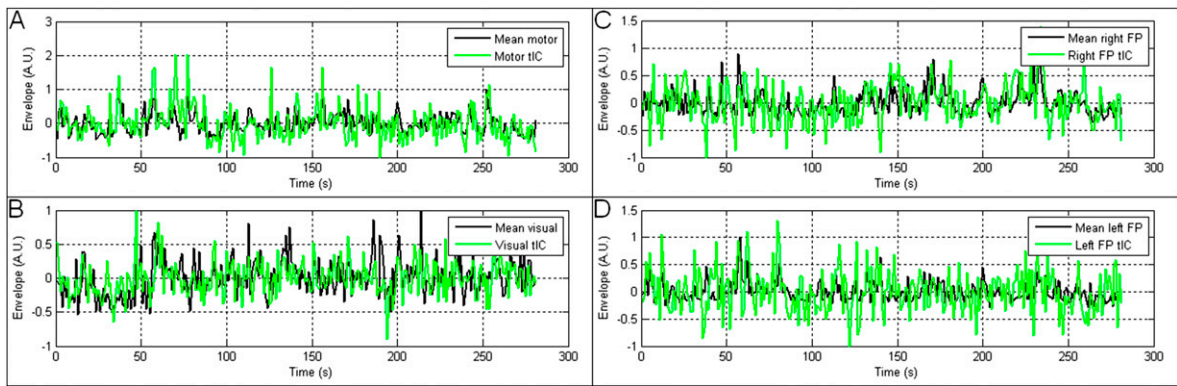 A
Envelope (A.U.)
3
2
1
0
-1
Mean motor
Motor tIC
0 50 100 150 200 250 300
Time (s)
B
Envelope (A.U.)
1
0.5
0
-0.5
-1
Mean visual
Visual tIC
0 50 100 150 200 250 300
Time (s)
C
Envelope (A.U.)
1.5
1
0.5
0
-0.5
-1
Mean right FP
Right FP tIC
0 50 100 150 200 250 300
Time (s)
D
Envelope (A.U.)
1.5
1
0.5
0
-0.5
-1
Mean left FP
Left FP tIC
0 50 100 150 200 250 300
Time (s)